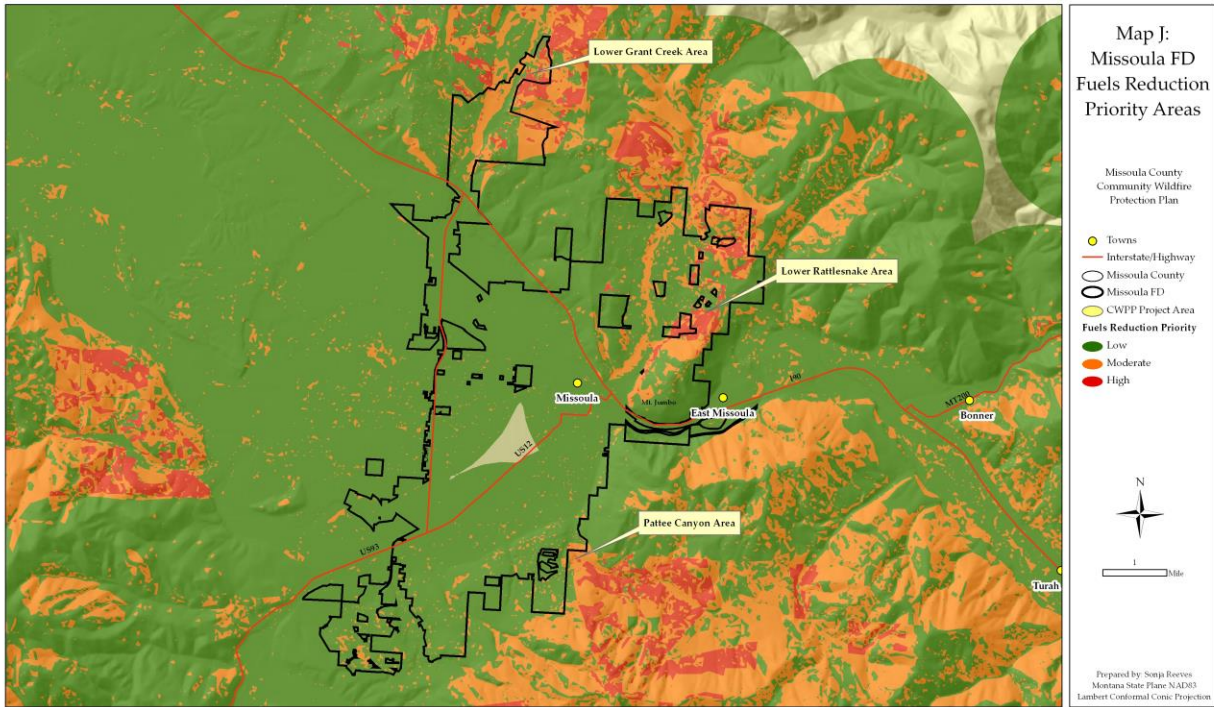 Lower Grant Creek Area
Lower Rattlesnake Area
Missoula
Mt. Jumbo
East Missoula
I90
MT200
Bonner
US12
Pattee Canyon Area
US93
Turah
Map J:
Missoula FD
Fuels Reduction
Priority Areas
Missoula County
Community Wildfire
Protection Plan
Towns
Interstate/Highway
Missoula County
Missoula FD
CWPP Project Area
Fuels Reduction Priority
Low
Moderate
High
N
1
Mile
Prepared by: Sonja Reeves
Montana State Plane NAD83
Lambert Conformal Conic Projection